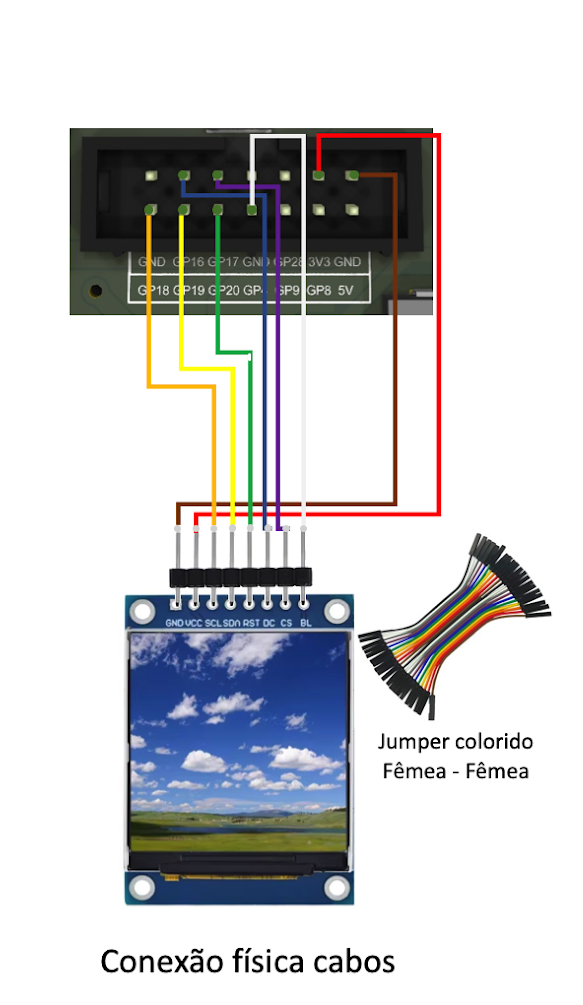 GND GP16 GP17 GND GP28 3V3 GND
GP18 GP19 GP20 GP4 GP9 GP8 5V
GND VCC SCL SDA RST DC CS BL
Jumper colorido
Fêmea - Fêmea
Conexão física cabos